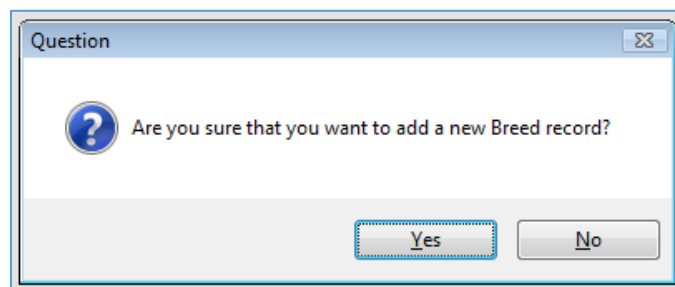 Question
Are you sure that you want to add a new Breed record?
Yes
No